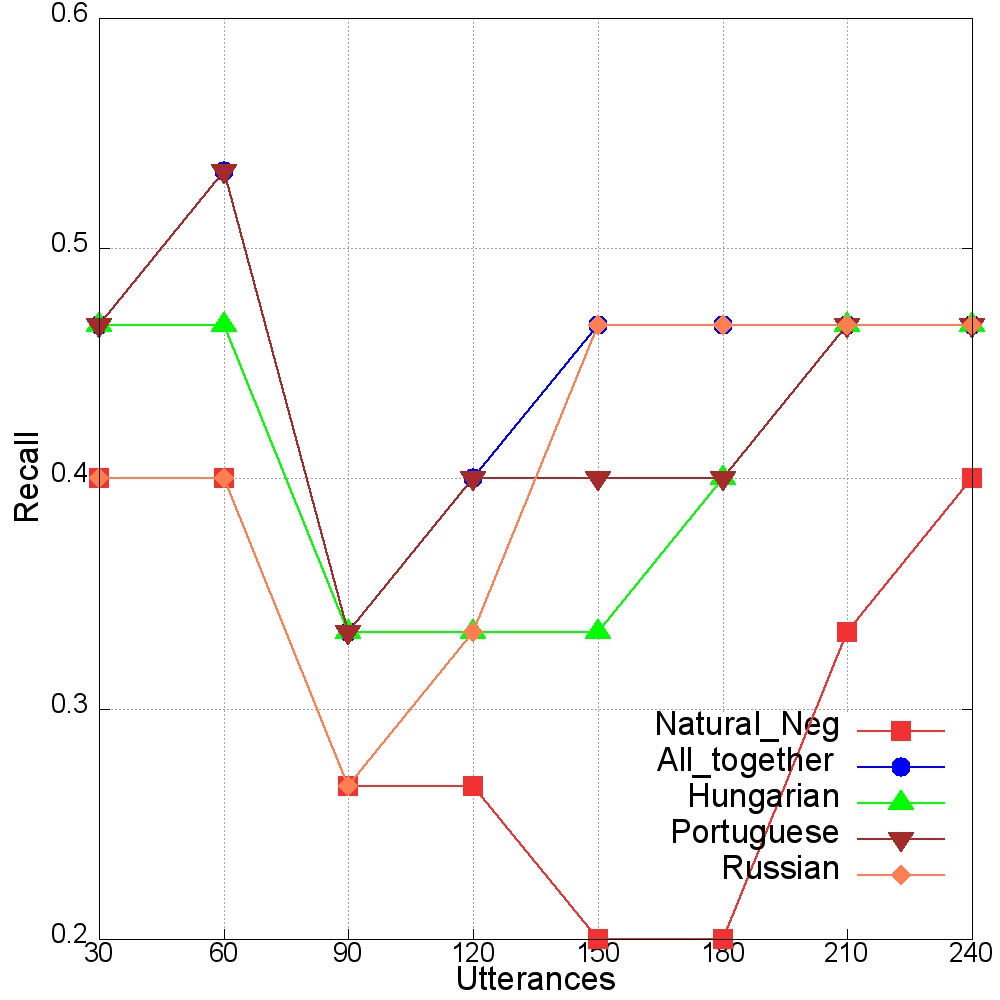 0.6
0.5
0.4
0.3
0.2
Recall
Natural_Neg
All_together
Hungarian
Portuguese
Russian
30 60 90 120 150 180 210 240
Utterances